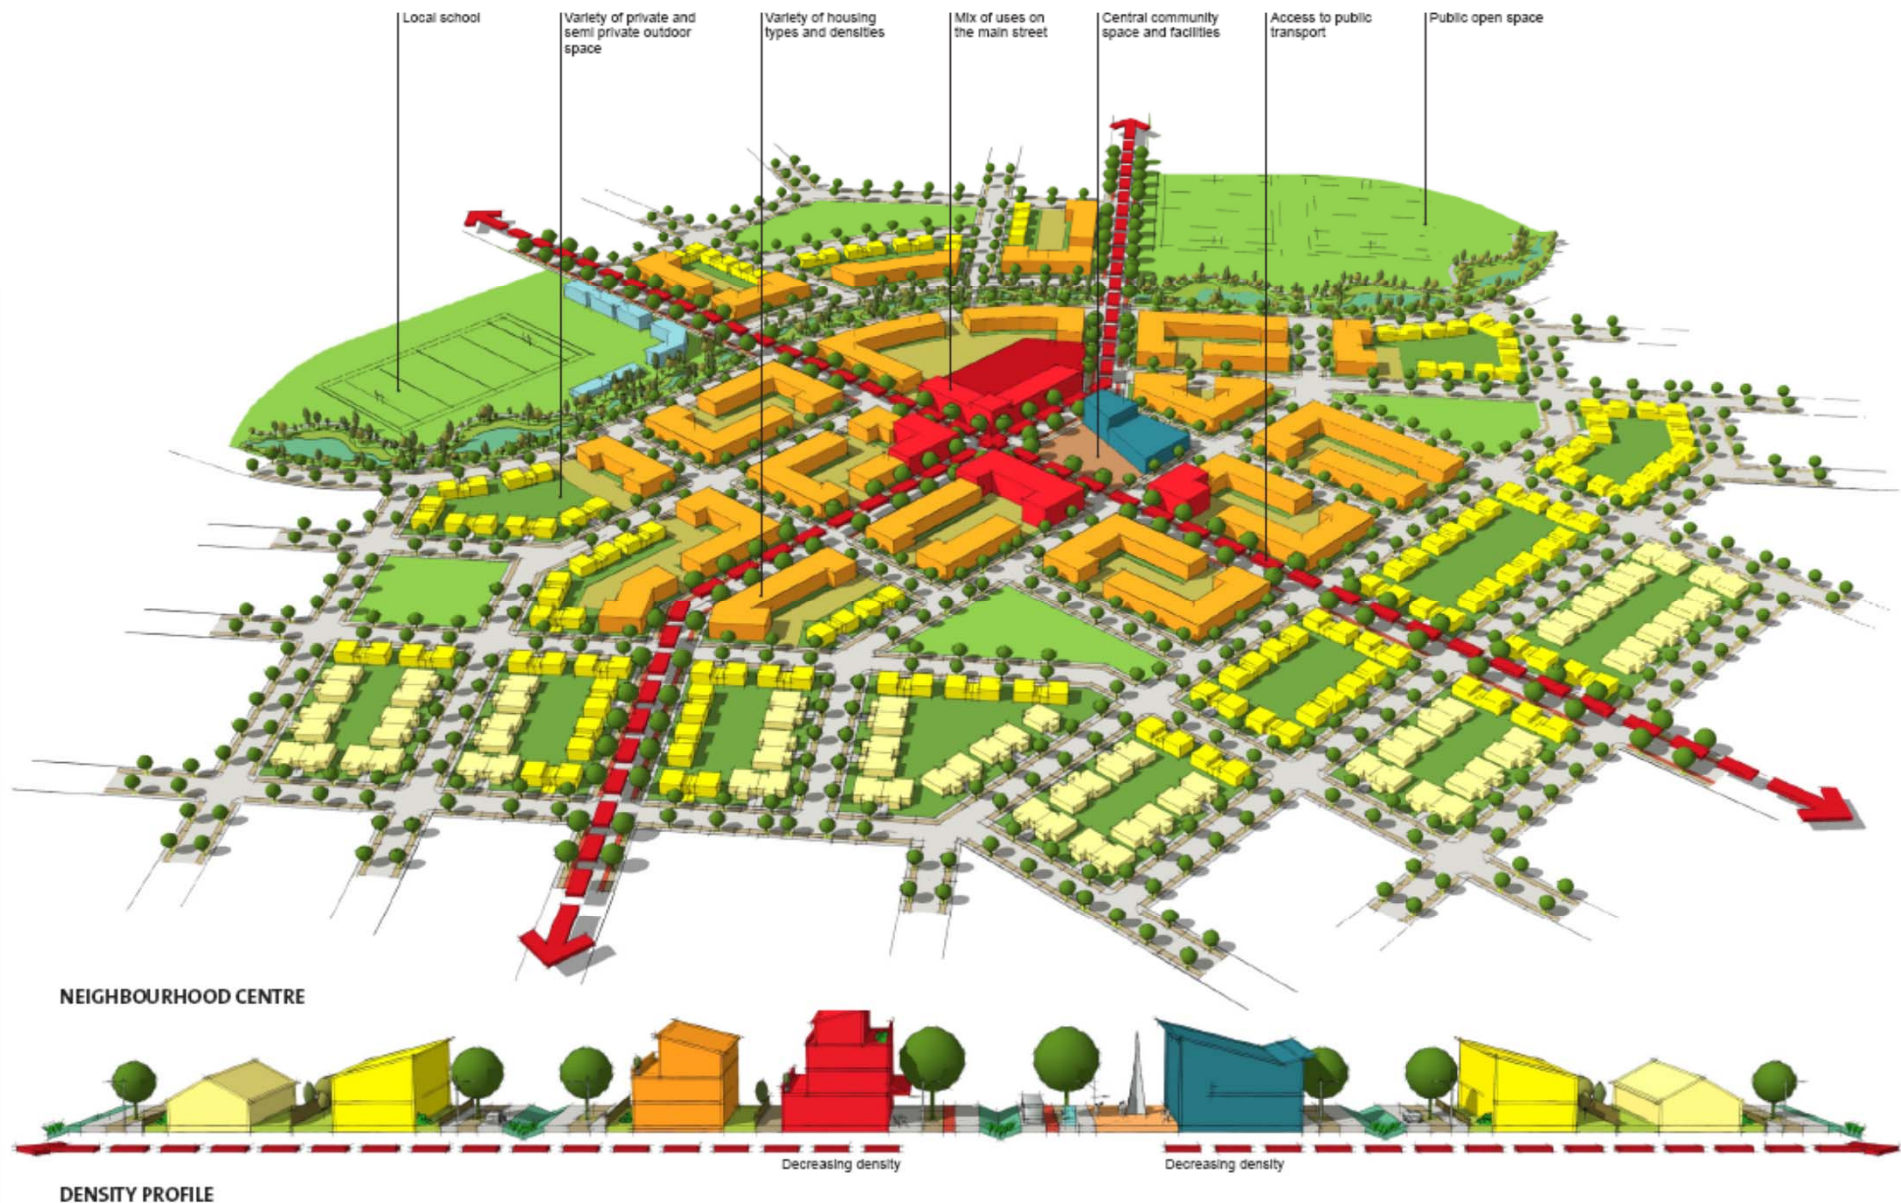 Local school
Variety of private and
semi private outdoor
space
Variety of housing
types and densities
Mix of uses on
the main street
Central community
space and facilities
Access to public
transport
Public open space
NEIGHBOURHOOD CENTRE
Decreasing density
Decreasing density
DENSITY PROFILE